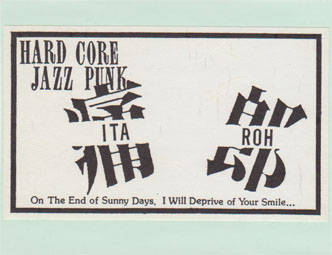 HARD CORE
JAZZ PUNK
ITA
ROH
On The End of Sunny Days, I Will Deprive of Your Smile...